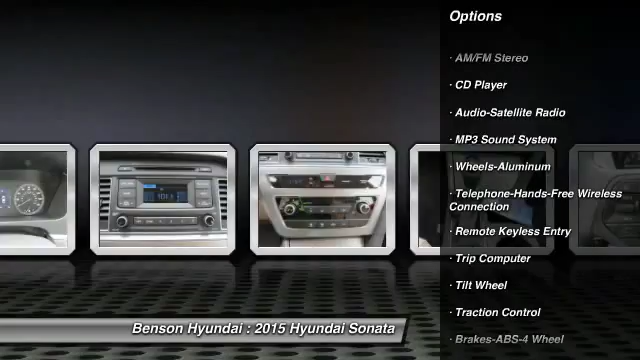 Options
· AM/FM Stereo
· CD Player
· Audio-Satellite Radio
· MP3 Sound System
· Wheels-Aluminum
· Telephone-Hands-Free Wireless
Connection
· Remote Keyless Entry
· Trip Computer
· Tilt Wheel
· Traction Control
· Brakes-ABS-4 Wheel
Benson Hyundai : 2015 Hyundai Sonata